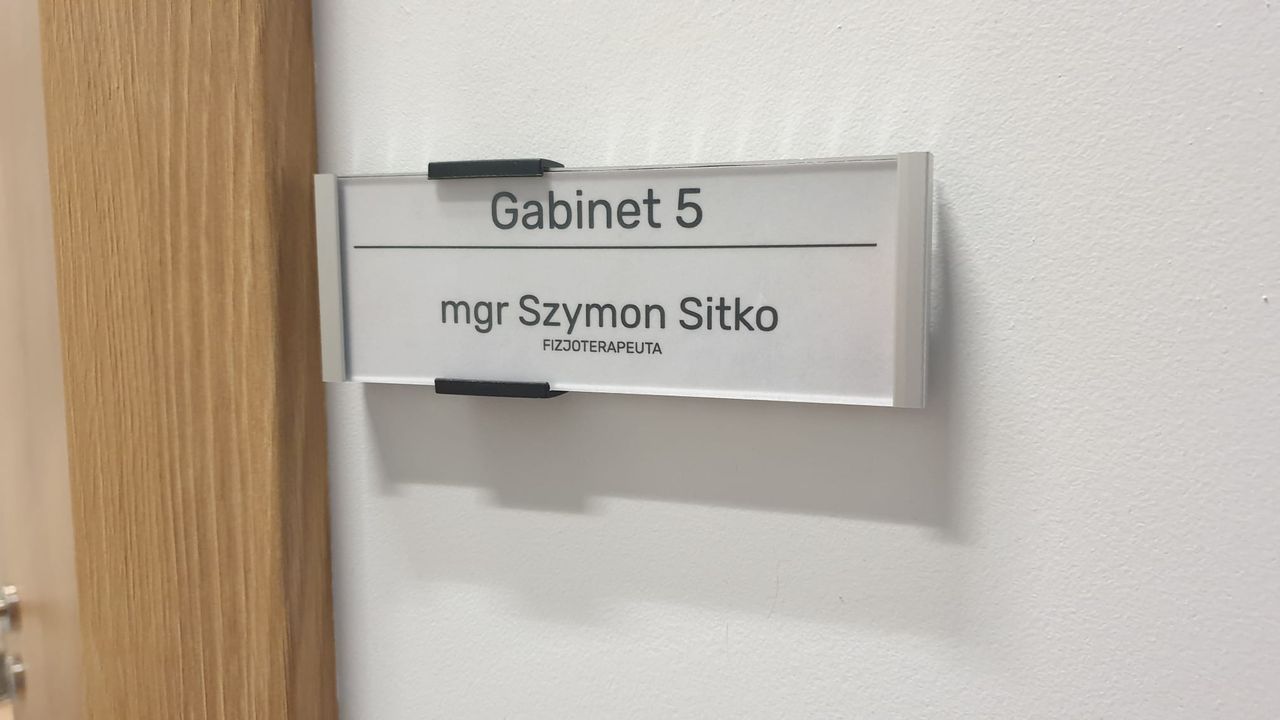 Gabinet 5
mgr Szymon Sitko
FIZJOTERAPEUTA